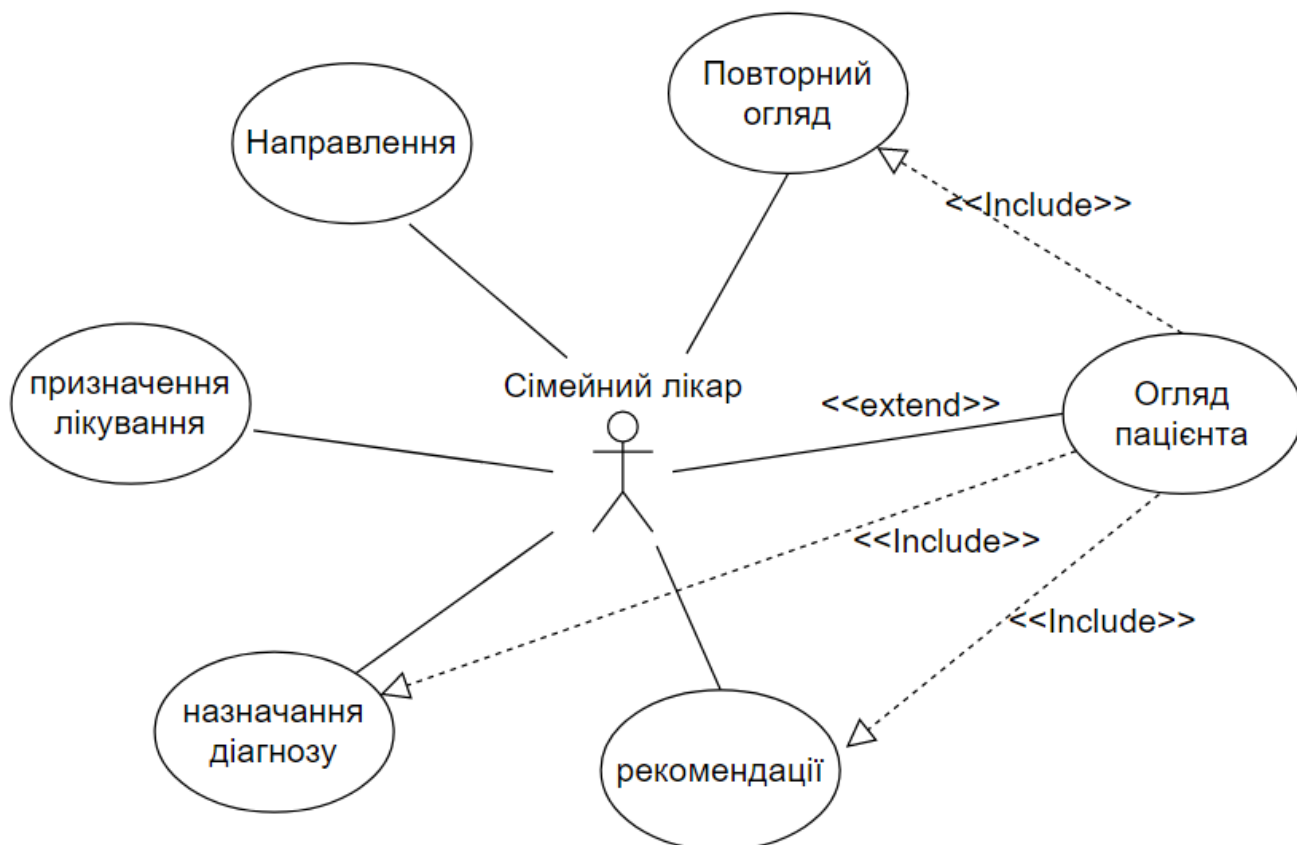 Повторний
огляд
Направлення
<<Include>>
призначення
лікування
Сімейний лікар
<<extend>>
Огляд
пацієнта
<<Include>>
<<Include>>
назначання
діагнозу
рекомендації